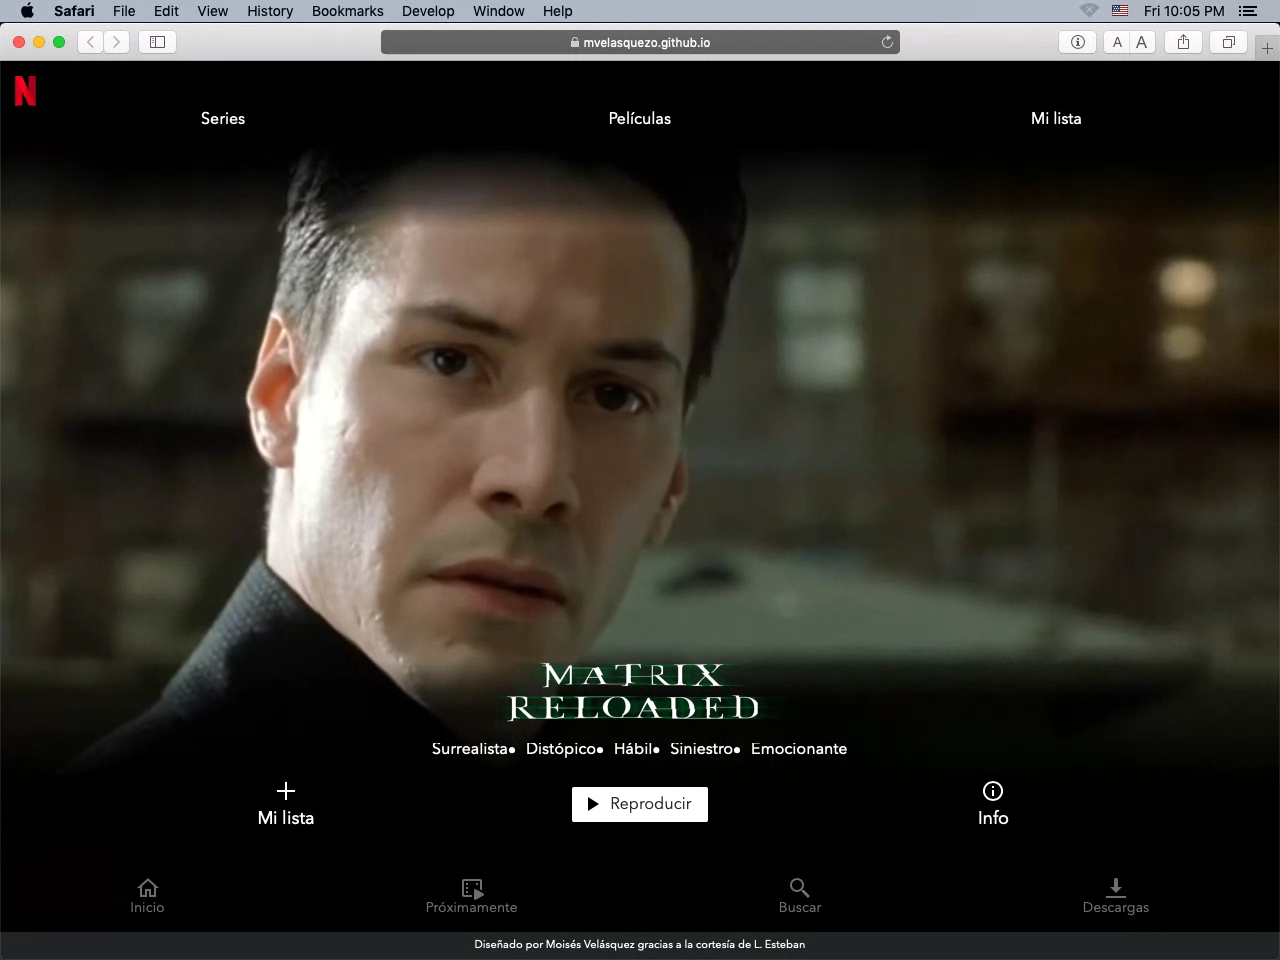 Safari File Edit View History Bookmarks Develop Window Help Fri 10:05 PM
mvelasquezo.github.io A A
N
Series Películas Mi lista
MATRIX
RELOADED
Surrealista• Distópico• Hábil• Siniestro• Emocionante
Mi lista Reproducir Info
Inicio Próximamente Buscar Descargas
Diseñado por Moisés Velásquez gracias a la cortesía de L. Esteban